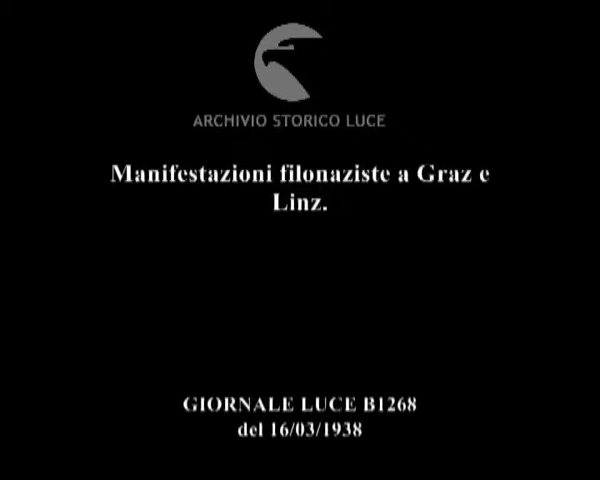 ARCHIVIO STORICO LUCE
Manifestazioni filonaziste a Graz e
Linz.
GIORNALE LUCE B1268
del 16/03/1938